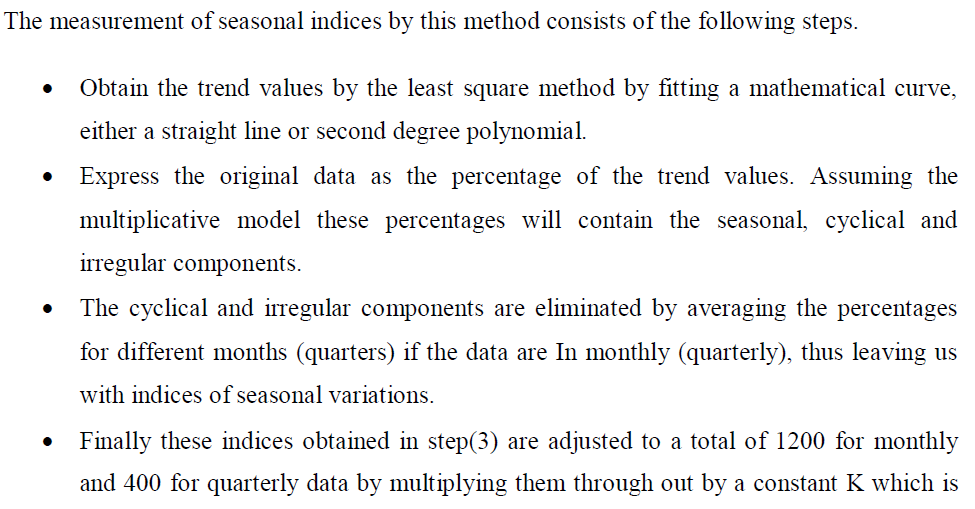 The measurement of seasonal indices by this method consists of the following steps.
• Obtain the trend values by the least square method by fitting a mathematical curve,
either a straight line or second degree polynomial.
• Express the original data as the percentage of the trend values. Assuming the
multiplicative model these percentages will contain the seasonal, cyclical and
irregular components.
• The cyclical and irregular components are eliminated by averaging the percentages
for different months (quarters) if the data are In monthly (quarterly), thus leaving us
with indices of seasonal variations.
• Finally these indices obtained in step(3) are adjusted to a total of 1200 for monthly
and 400 for quarterly data by multiplying them through out by a constant K which is